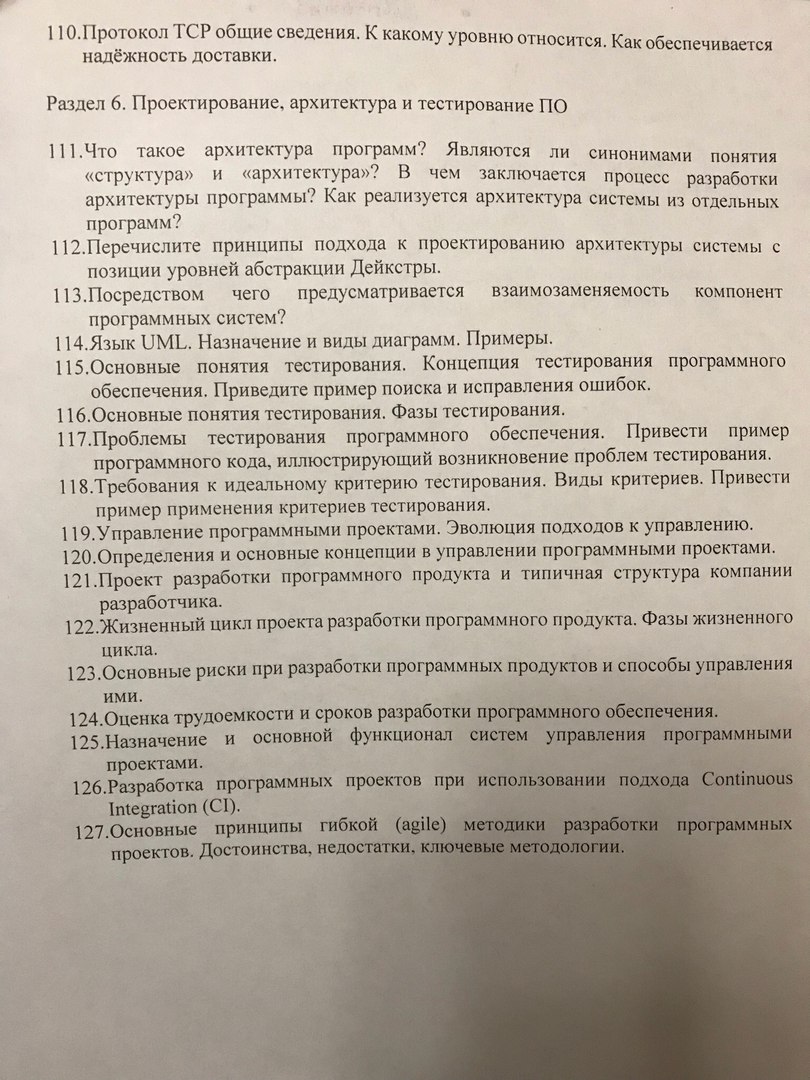 110.Протокол TCP общие сведения. К какому уровню относится. Как обеспечивается
надёжность доставки.
Раздел 6. Проектирование, архитектура и тестирование ПО
111.Что такое архитектура программ? Являются ли синонимами понятия
«структура» и «архитектура»? В чем заключается процесс разработки
архитектуры программы? Как реализуется архитектура системы из отдельных
программ?
112.Перечислите принципы подхода к проектированию архитектуры системы с
позиции уровней абстракции Дейкстры.
113.Посредством чего предусматривается взаимозаменяемость компонент
программных систем?
114.Язык UML. Назначение и виды диаграмм. Примеры.
115.Основные понятия тестирования. Концепция тестирования программного
обеспечения. Приведите пример поиска и исправления ошибок.
116.Основные понятия тестирования. Фазы тестирования.
117.Проблемы тестирования программного обеспечения. Привести пример
программного кода, иллюстрирующий возникновение проблем тестирования.
118.Требования к идеальному критерию тестирования. Виды критериев. Привести
пример применения критериев тестирования.
119.Управление программными проектами. Эволюция подходов к управлению.
120.Определения и основные концепции в управлении программными проектами.
121.Проект разработки программного продукта и типичная структура компании
разработчика.
122.Жизненный цикл проекта разработки программного продукта. Фазы жизненного
цикла.
123.Основные риски при разработки программных продуктов и способы управления
ими.
124.Оценка трудоемкости и сроков разработки программного обеспечения.
125.Назначение и основной функционал систем управления программными
проектами.
126.Разработка программных проектов при использовании подхода Continuous
Integration (CI).
127.Основные принципы гибкой (agile) методики разработки программных
проектов. Достоинства, недостатки, ключевые методологии.